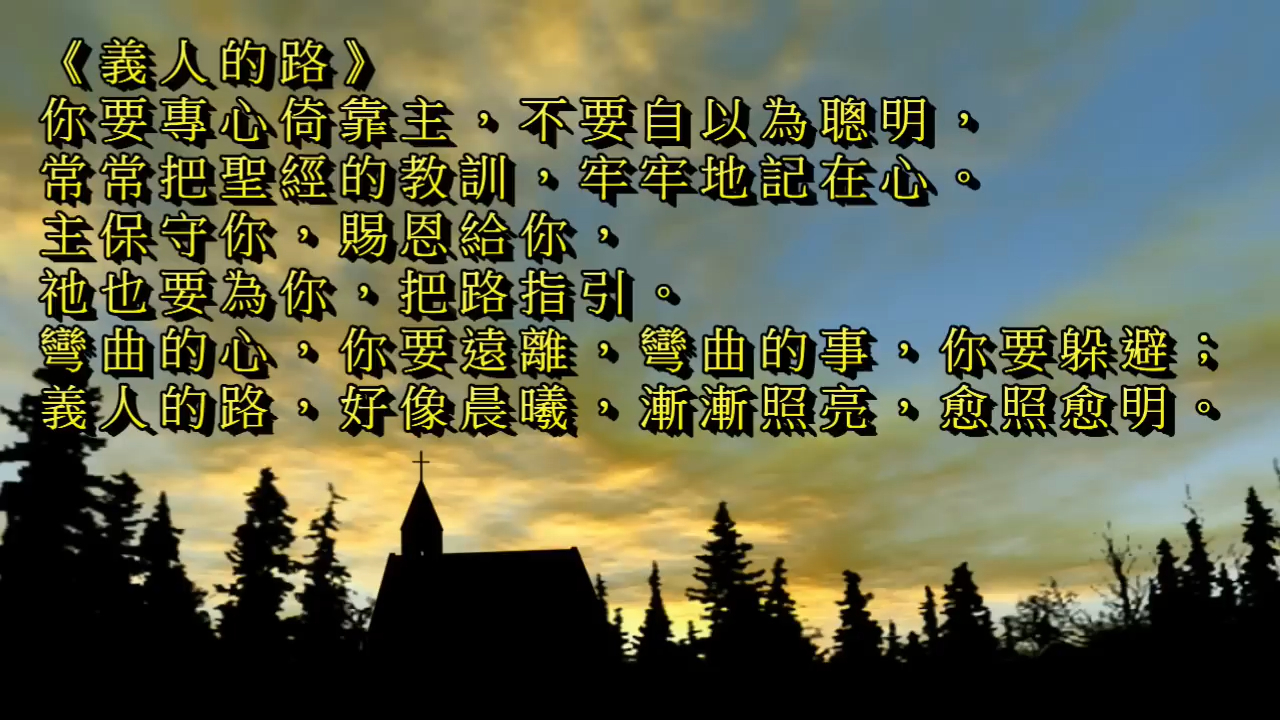 《義人的路》
你要專心倚靠主，不要自以為聰明，
常常把聖經的教訓，牢牢地記在心。
主保守你，賜恩給你，
祂也要為你，把路指引。
彎曲的心，你要遠離，彎曲的事，你要躲避；
義人的路，好像晨曦，漸漸照亮，愈照愈明。